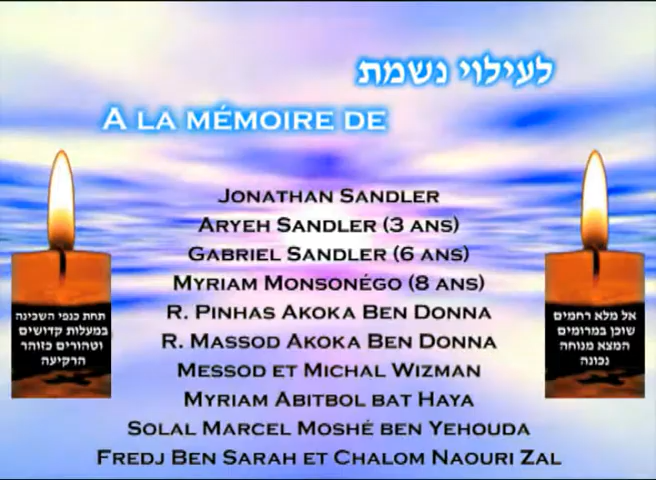 לעילוי נשמת
A LA MÉMOIRE DE
JONATHAN SANDLER
ARYEH SANDLER (3 ANS)
GABRIEL SANDLER (6 ANS)
MYRIAM MONSONÉGO (8 ANS)
R. PINHAS AKOKA BEN DONNA
R. MASSOD AKOKA BEN DONNA
MESSOD ET MICHAL WIZMAN
MYRIAM ABITBOL BAT HAYA
SOLAL MARCEL MOSHÉ BEN YEHOUDA
FREDJ BEN SARAH ET CHALOM NAOURI ZAL
אל מלא רחמים
שוכן במרומים
המצא מנוחה
נכונה
תחת כנפי השכינה
במעלות קדושים
וטהורים כזוהר
הרקיעה